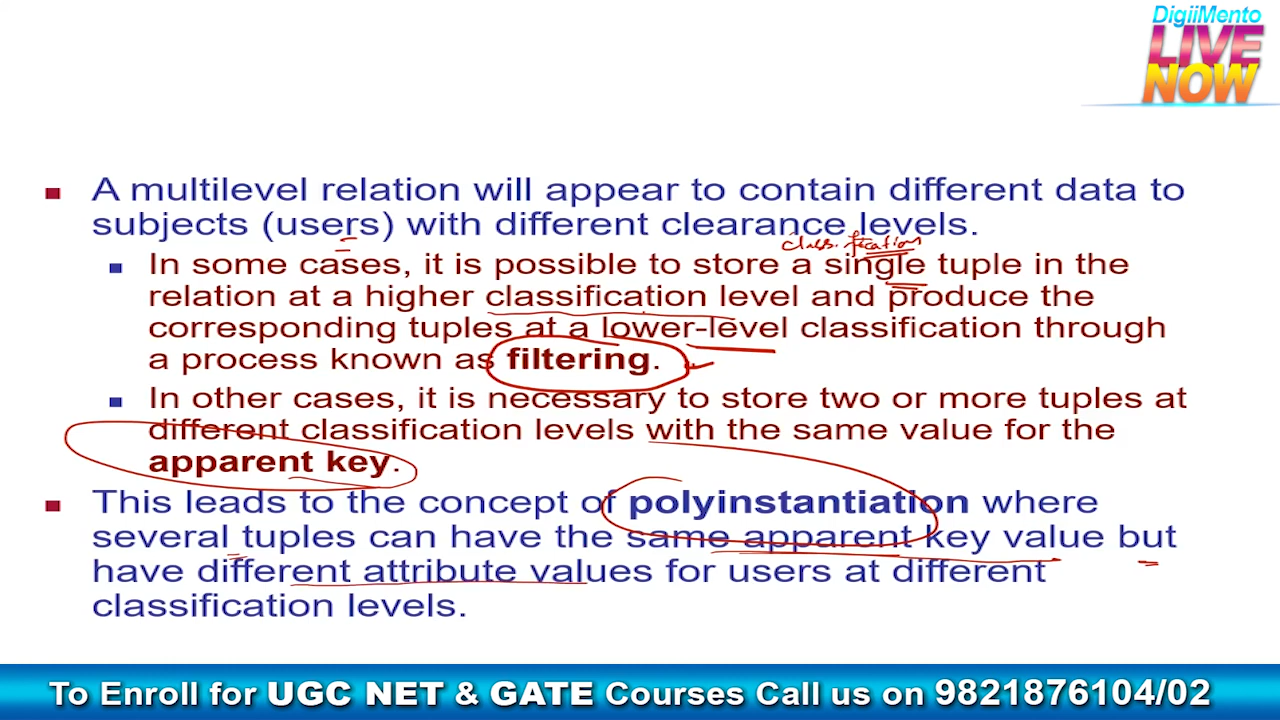 DigiiMento
LIVE
NOW
A multilevel relation will appear to contain different data to
subjects (users) with different clearance levels.
classification
In some cases, it is possible to store a single tuple in the
relation at a higher classification level and produce the
corresponding tuples at a lower-level classification through
a process known as filtering.
In other cases, it is necessary to store two or more tuples at
different classification levels with the same value for the
apparent key.
This leads to the concept of polyinstantiation where
several tuples can have the same apparent key value but
have different attribute values for users at different
classification levels.
To Enroll for UGC NET & GATE Courses Call us on 9821876104/02